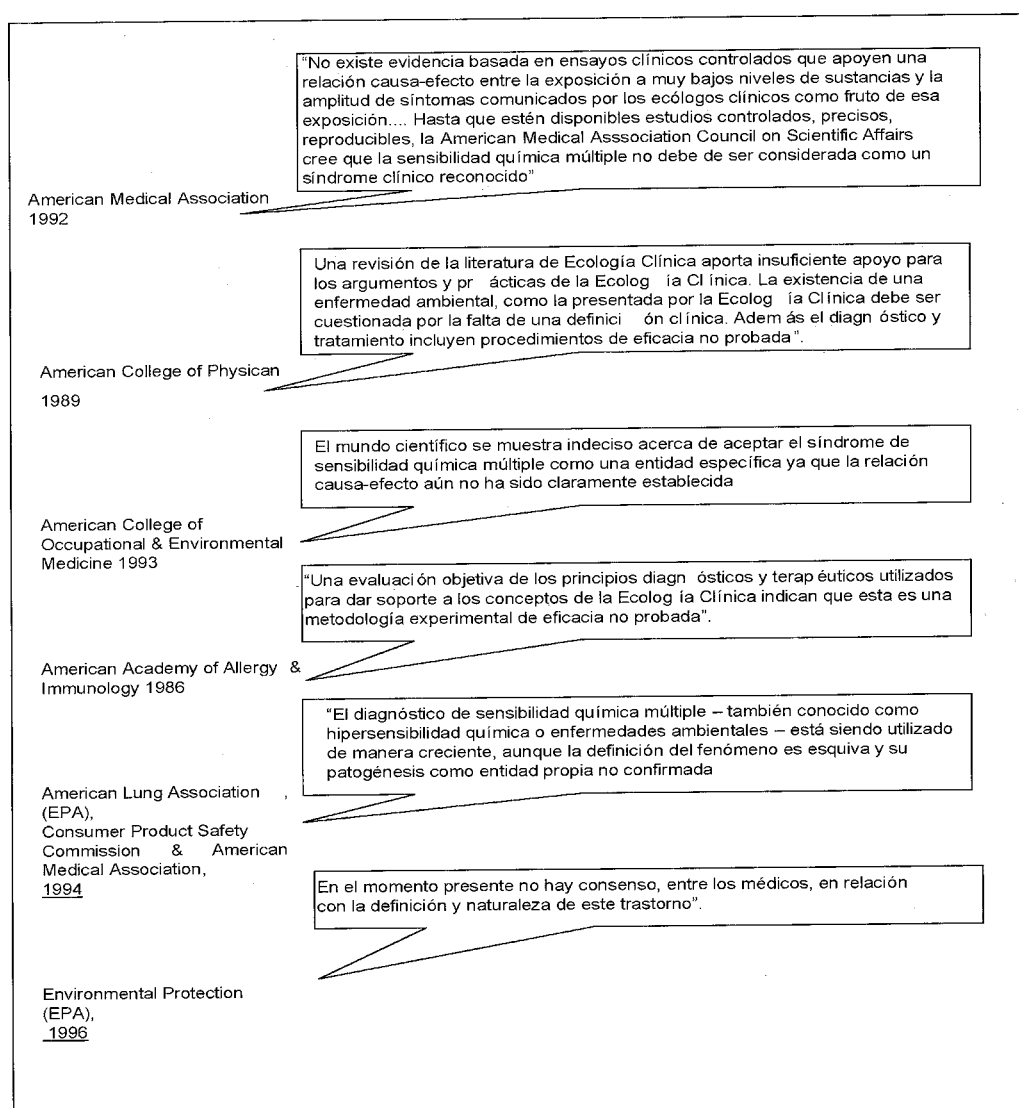 “No existe evidencia basada en ensayos clínicos controlados que apoyen una
relación causa-efecto entre la exposición a muy bajos niveles de sustancias y la
amplitud de síntomas comunicados por los ecólogos clínicos como fruto de esa
exposición.... Hasta que estén disponibles estudios controlados, precisos,
reproducibles, la American Medical Asssociation Council on Scientific Affairs
cree que la sensibilidad química múltiple no debe de ser considerada como un
síndrome clínico reconocido”
American Medical Association
1992
Una revisión de la literatura de Ecología Clínica aporta insuficiente apoyo para
los argumentos y pr ácticas de la Ecolog ía Cl ínica. La existencia de una
enfermedad ambiental, como la presentada por la Ecolog ía Clínica debe ser
cuestionada por la falta de una definici ón clínica. Adem ás el diagn óstico y
tratamiento incluyen procedimientos de eficacia no probada”.
American College of Physican
1989
El mundo científico se muestra indeciso acerca de aceptar el síndrome de
sensibilidad química múltiple como una entidad específica ya que la relación
causa-efecto aún no ha sido claramente establecida
American College of
Occupational & Environmental
Medicine 1993
“Una evaluación objetiva de los principios diagn ósticos y terap éuticos utilizados
para dar soporte a los conceptos de la Ecolog ía Clínica indican que esta es una
metodología experimental de eficacia no probada”.
American Academy of Allergy &
Immunology 1986
“El diagnóstico de sensibilidad química múltiple – también conocido como
hipersensibilidad química o enfermedades ambientales – está siendo utilizado
de manera creciente, aunque la definición del fenómeno es esquiva y su
patogénesis como entidad propia no confirmada
American Lung Association ,
(EPA),
Consumer Product Safety
Commission & American
Medical Association,
1994
En el momento presente no hay consenso, entre los médicos, en relación
con la definición y naturaleza de este trastorno”.
Environmental Protection
(EPA),
1996